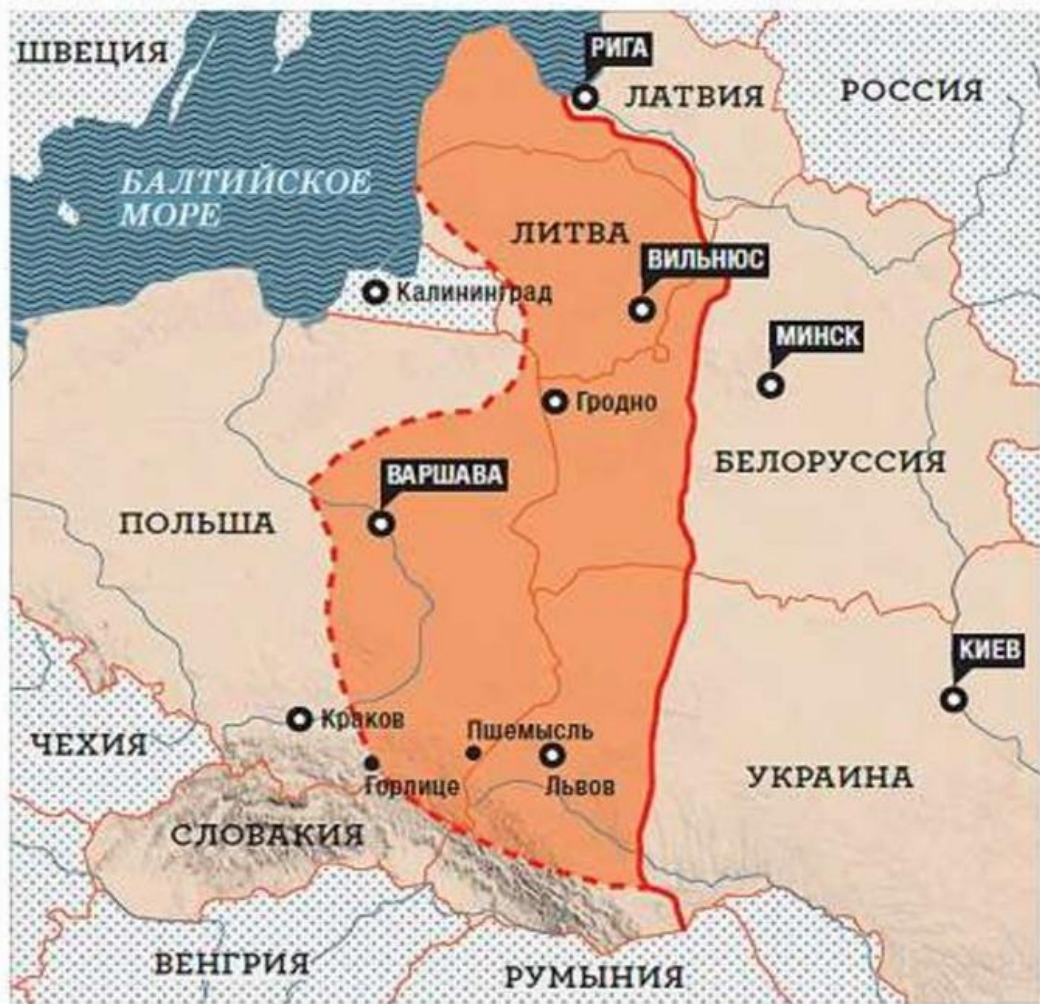 ШВЕЦИЯ
РИГА
ЛАТВИЯ
РОССИЯ
БАЛТИЙСКОЕ
МОРЕ
ЛИТВА
ВИЛЬНЮС
Калининград
МИНСК
Гродно
БЕЛОРУССИЯ
ВАРШАВА
ПОЛЬША
КИЕВ
Краков
Пшемысль
ЧЕХИЯ
Горлице
Львов
УКРАИНА
СЛОВАКИЯ
ВЕНГРИЯ
РУМЫНИЯ